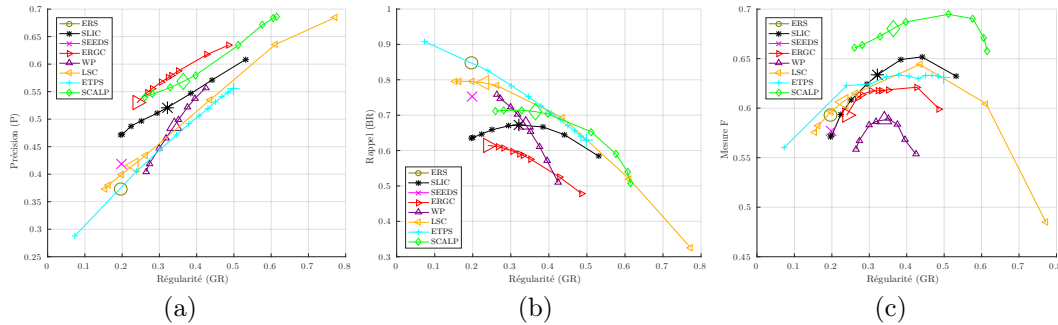 Précision (P)
0.7
0.65
0.6
0.55
0.5
0.45
0.4
0.35
0.3
0.25
ERS
SLIC
SEEDS
ERGC
WP
LSC
ETPS
SCALP
0 0.1 0.2 0.3 0.4 0.5 0.6 0.7 0.8
Régularité (GR)
(a)
Rappel (BR)
1
0.9
0.8
0.7
0.6
0.5
0.4
0.3
ERS
SLIC
SEEDS
ERGC
WP
LSC
ETPS
SCALP
0 0.1 0.2 0.3 0.4 0.5 0.6 0.7 0.8
Régularité (GR)
(b)
Mesure F
0.7
0.65
0.6
0.55
0.5
0.45
ERS
SLIC
SEEDS
ERGC
WP
LSC
ETPS
SCALP
0 0.1 0.2 0.3 0.4 0.5 0.6 0.7 0.8
Régularité (GR)
(c)